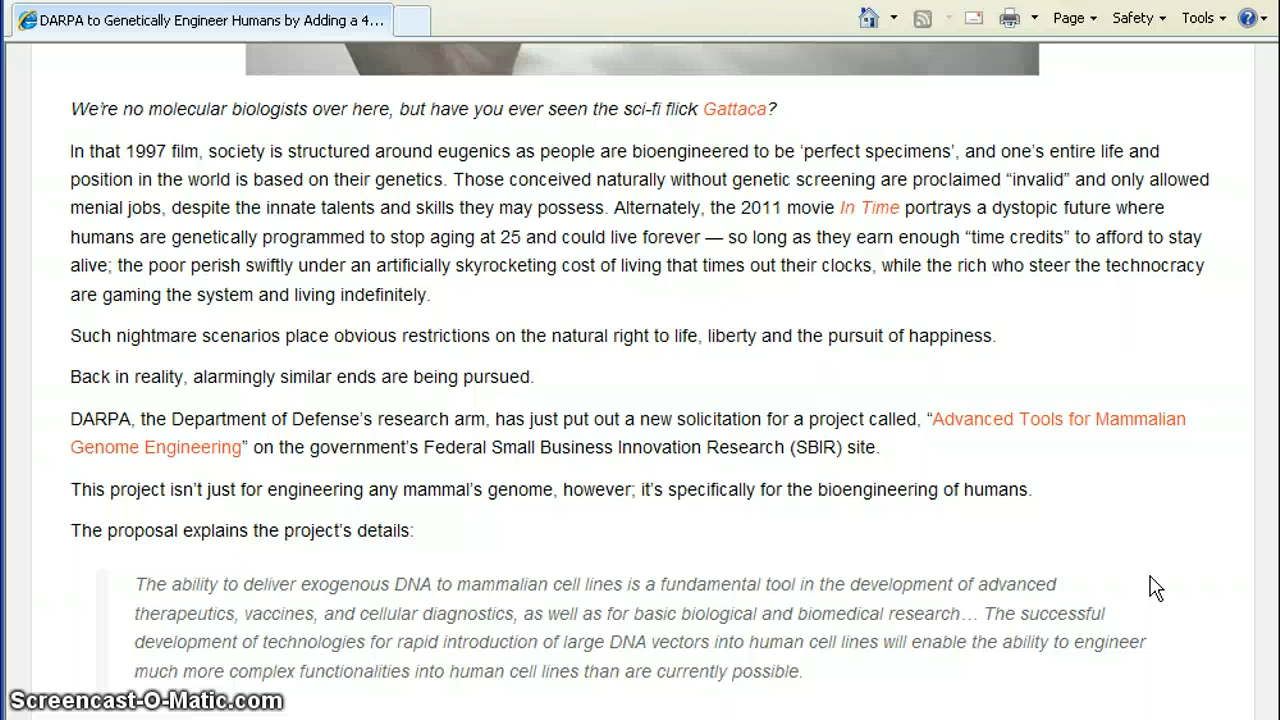 DARPA to Genetically Engineer Humans by Adding a 4...
Page
Safety
Tools
We're no molecular biologists over here, but have you ever seen the sci-fi flick Gattaca?
In that 1997 film, society is structured around eugenics as people are bioengineered to be ‘perfect specimens’, and one’s entire life and
position in the world is based on their genetics. Those conceived naturally without genetic screening are proclaimed “invalid” and only allowed
menial jobs, despite the innate talents and skills they may possess. Alternately, the 2011 movie In Time portrays a dystopic future where
humans are genetically programmed to stop aging at 25 and could live forever — so long as they earn enough “time credits” to afford to stay
alive; the poor perish swiftly under an artificially skyrocketing cost of living that times out their clocks, while the rich who steer the technocracy
are gaming the system and living indefinitely.
Such nightmare scenarios place obvious restrictions on the natural right to life, liberty and the pursuit of happiness.
Back in reality, alarmingly similar ends are being pursued.
DARPA, the Department of Defense’s research arm, has just put out a new solicitation for a project called, “Advanced Tools for Mammalian
Genome Engineering” on the government’s Federal Small Business Innovation Research (SBIR) site.
This project isn’t just for engineering any mammal’s genome, however; it’s specifically for the bioengineering of humans.
The proposal explains the project’s details:
The ability to deliver exogenous DNA to mammalian cell lines is a fundamental tool in the development of advanced
therapeutics, vaccines, and cellular diagnostics, as well as for basic biological and biomedical research… The successful
development of technologies for rapid introduction of large DNA vectors into human cell lines will enable the ability to engineer
much more complex functionalities into human cell lines than are currently possible.
Screencast-O-Matic.com